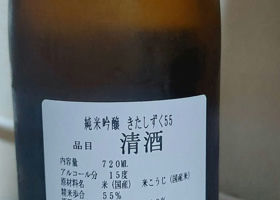 純米吟醸 きたしずく55
品目 清酒
内容量 720ML
アルコール分 15度
原材料名 米(国産) 米こうじ(国産米)
精米歩合 55%